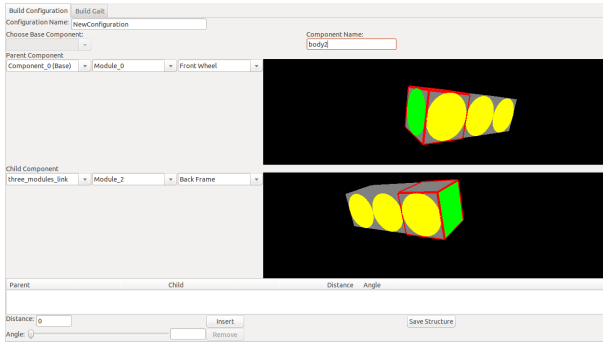 Build Configuration Build Gait
Configuration Name: NewConfiguration
Choose Base Component: Component Name:
body2
Parent Component
Component_0 (Base) Module_0 Front Wheel
Child Component
three_modules_link Module_2 Back Frame
Parent Child Distance Angle
Distance: 0 Insert Save Structure
Angle: Remove